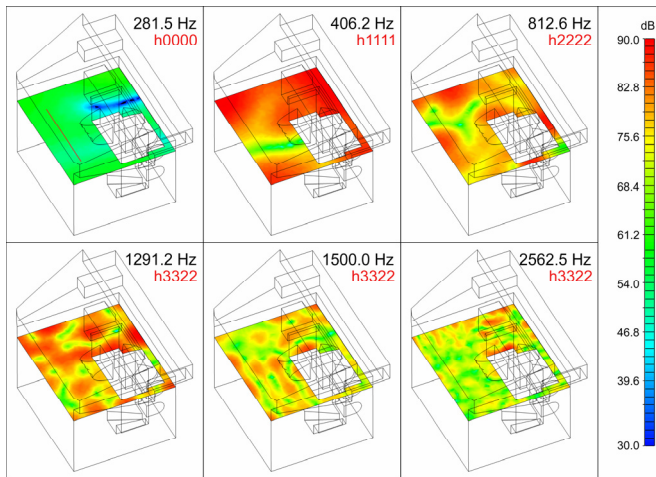 281.5 Hz
h0000
406.2 Hz
h1111
812.6 Hz
h2222
dB
90.0
82.8
75.6
68.4
61.2
54.0
46.8
39.6
30.0
1291.2 Hz
h3322
1500.0 Hz
h3322
2562.5 Hz
h3322